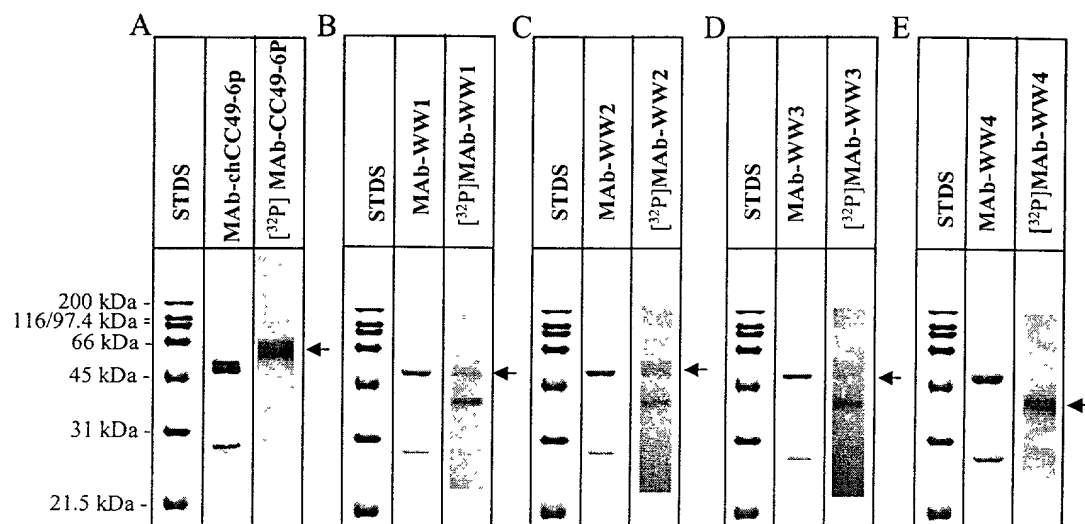 A
B
C
D
E
STDS
MAb-chCC49-6p
[³²P] MAb-CC49-6P
STDS
MAb-WW1
[³²P]MAb-WW1
STDS
MAb-WW2
[³²P]MAb-WW2
STDS
MAb-WW3
[³²P]MAb-WW3
STDS
MAb-WW4
[³²P]MAb-WW4
200 kDa -
116/97.4 kDa =
66 kDa -
45 kDa -
31 kDa -
21.5 kDa -